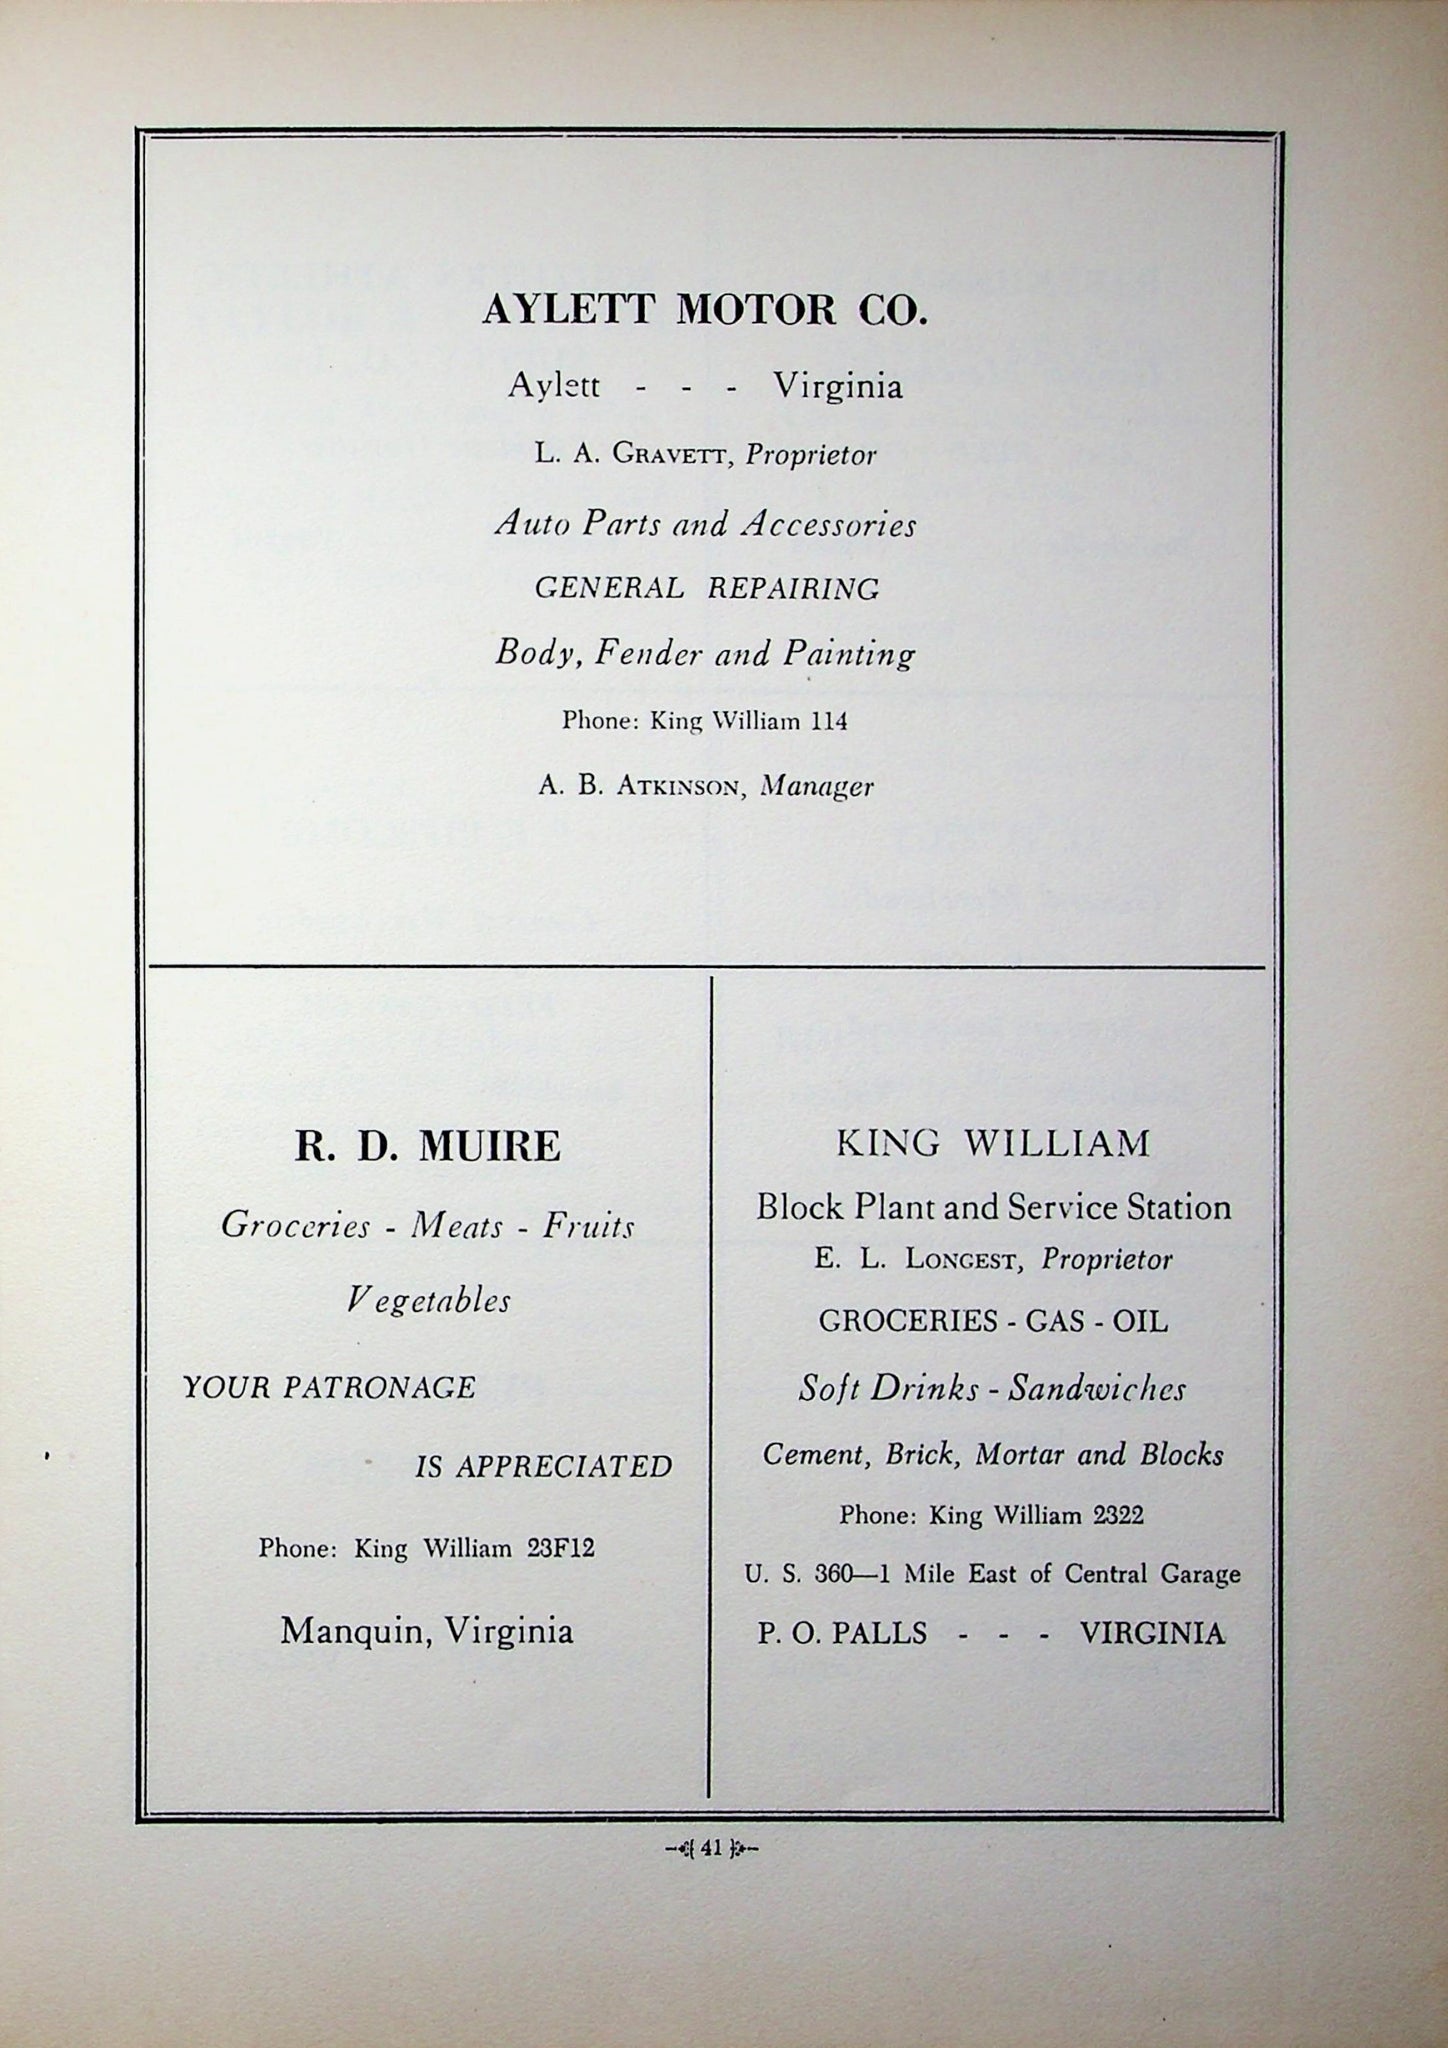 AYLETT MOTOR CO.
Aylett - - - Virginia
L. A. GRAVETT, Proprietor
Auto Parts and Accessories
GENERAL REPAIRING
Body, Fender and Painting
Phone: King William 114
A. B. ATKINSON, Manager
R. D. MUIRE
Groceries - Meats - Fruits
Vegetables
YOUR PATRONAGE
IS APPRECIATED
Phone: King William 23F12
Manquin, Virginia
KING WILLIAM
Block Plant and Service Station
E. L. LONGEST, Proprietor
GROCERIES - GAS - OIL
Soft Drinks - Sandwiches
Cement, Brick, Mortar and Blocks
Phone: King William 2322
U. S. 360—1 Mile East of Central Garage
P. O. PALLS - - - VIRGINIA
41